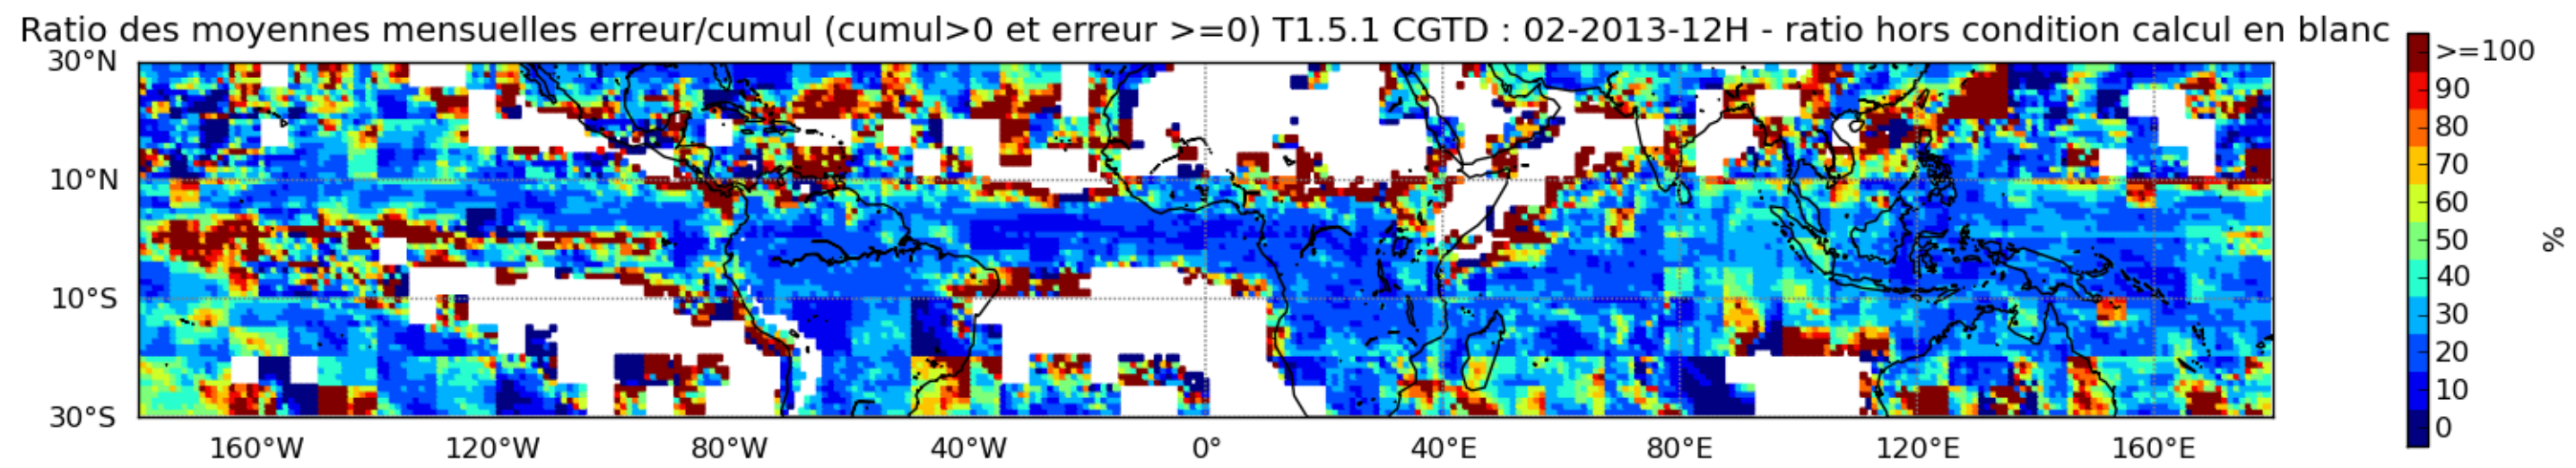 Ratio des moyennes mensuelles erreur/cumul (cumul>0 et erreur >=0) T1.5.1 CGTD : 02-2013-12H - ratio hors condition calcul en blanc
30°N
10°N
10°S
30°S
160°W 120°W 80°W 40°W 0° 40°E 80°E 120°E 160°E
>=100
90
80
70
60
50
40
30
20
10
0
%